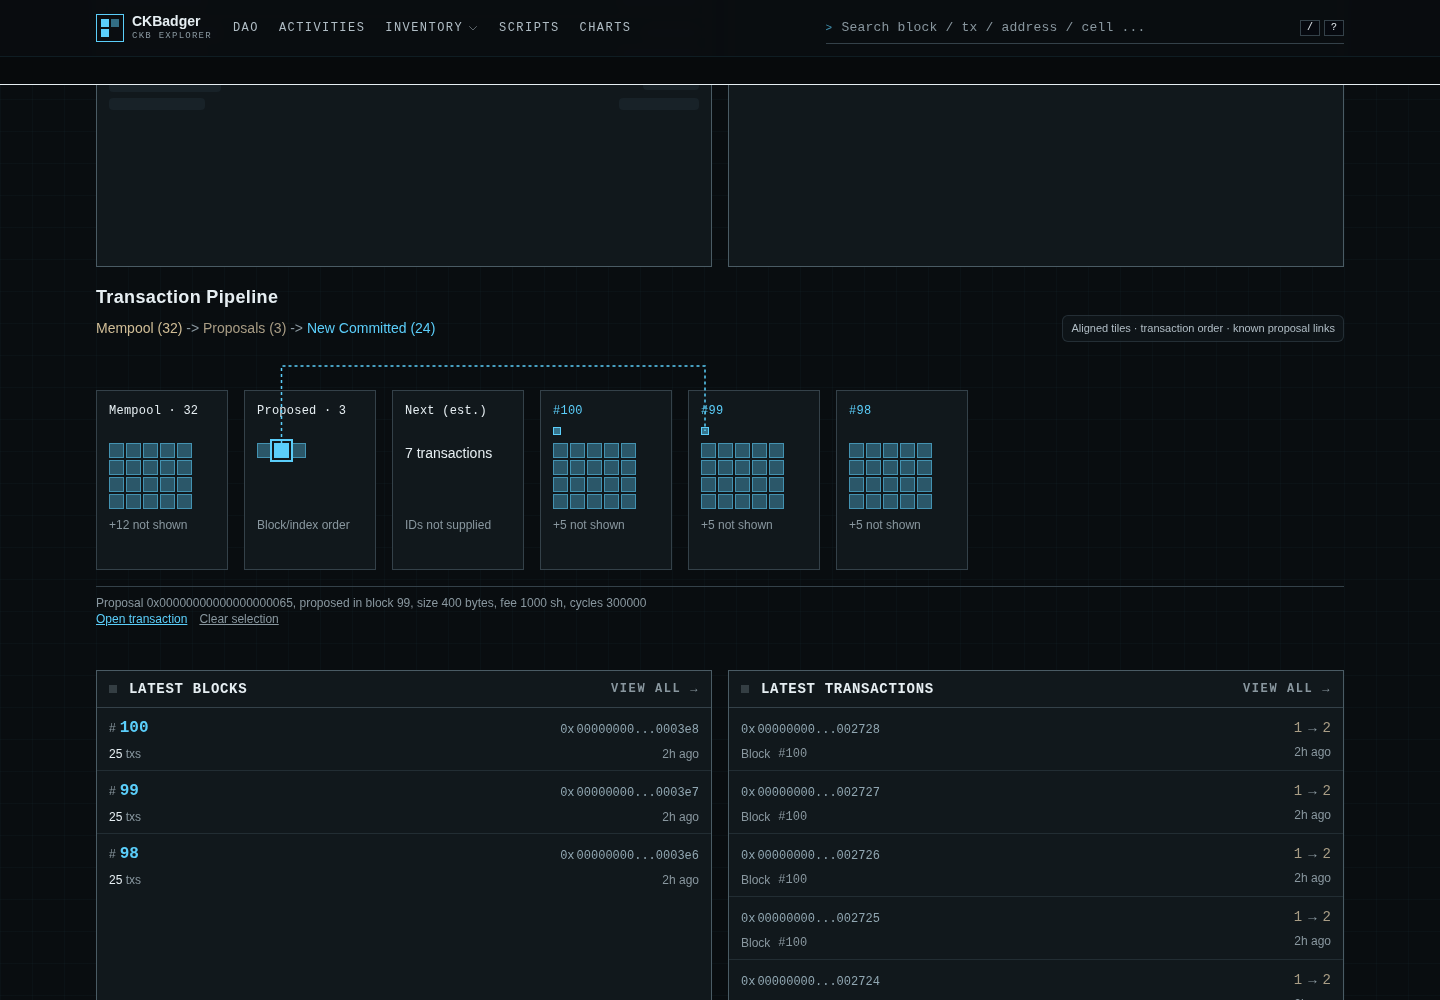 CKBadger
CKB EXPLORER
DAO
ACTIVITIES
INVENTORY
SCRIPTS
CHARTS
> Search block / tx / address / cell ...
/
?
Transaction Pipeline
Mempool (32) -> Proposals (3) -> New Committed (24)
Aligned tiles · transaction order · known proposal links
Mempool · 32
+12 not shown
Proposed · 3
Block/index order
Next (est.)
7 transactions
IDs not supplied
#100
+5 not shown
#99
+5 not shown
#98
+5 not shown
Proposal 0x00000000000000000065, proposed in block 99, size 400 bytes, fee 1000 sh, cycles 300000
Open transaction
Clear selection
LATEST BLOCKS
VIEW ALL →
# 100
0x00000000...0003e8
25 txs
2h ago
# 99
0x00000000...0003e7
25 txs
2h ago
# 98
0x00000000...0003e6
25 txs
2h ago
LATEST TRANSACTIONS
VIEW ALL →
0x00000000...002728
1 → 2
Block #100
2h ago
0x00000000...002727
1 → 2
Block #100
2h ago
0x00000000...002726
1 → 2
Block #100
2h ago
0x00000000...002725
1 → 2
Block #100
2h ago
0x00000000...002724
1 → 2